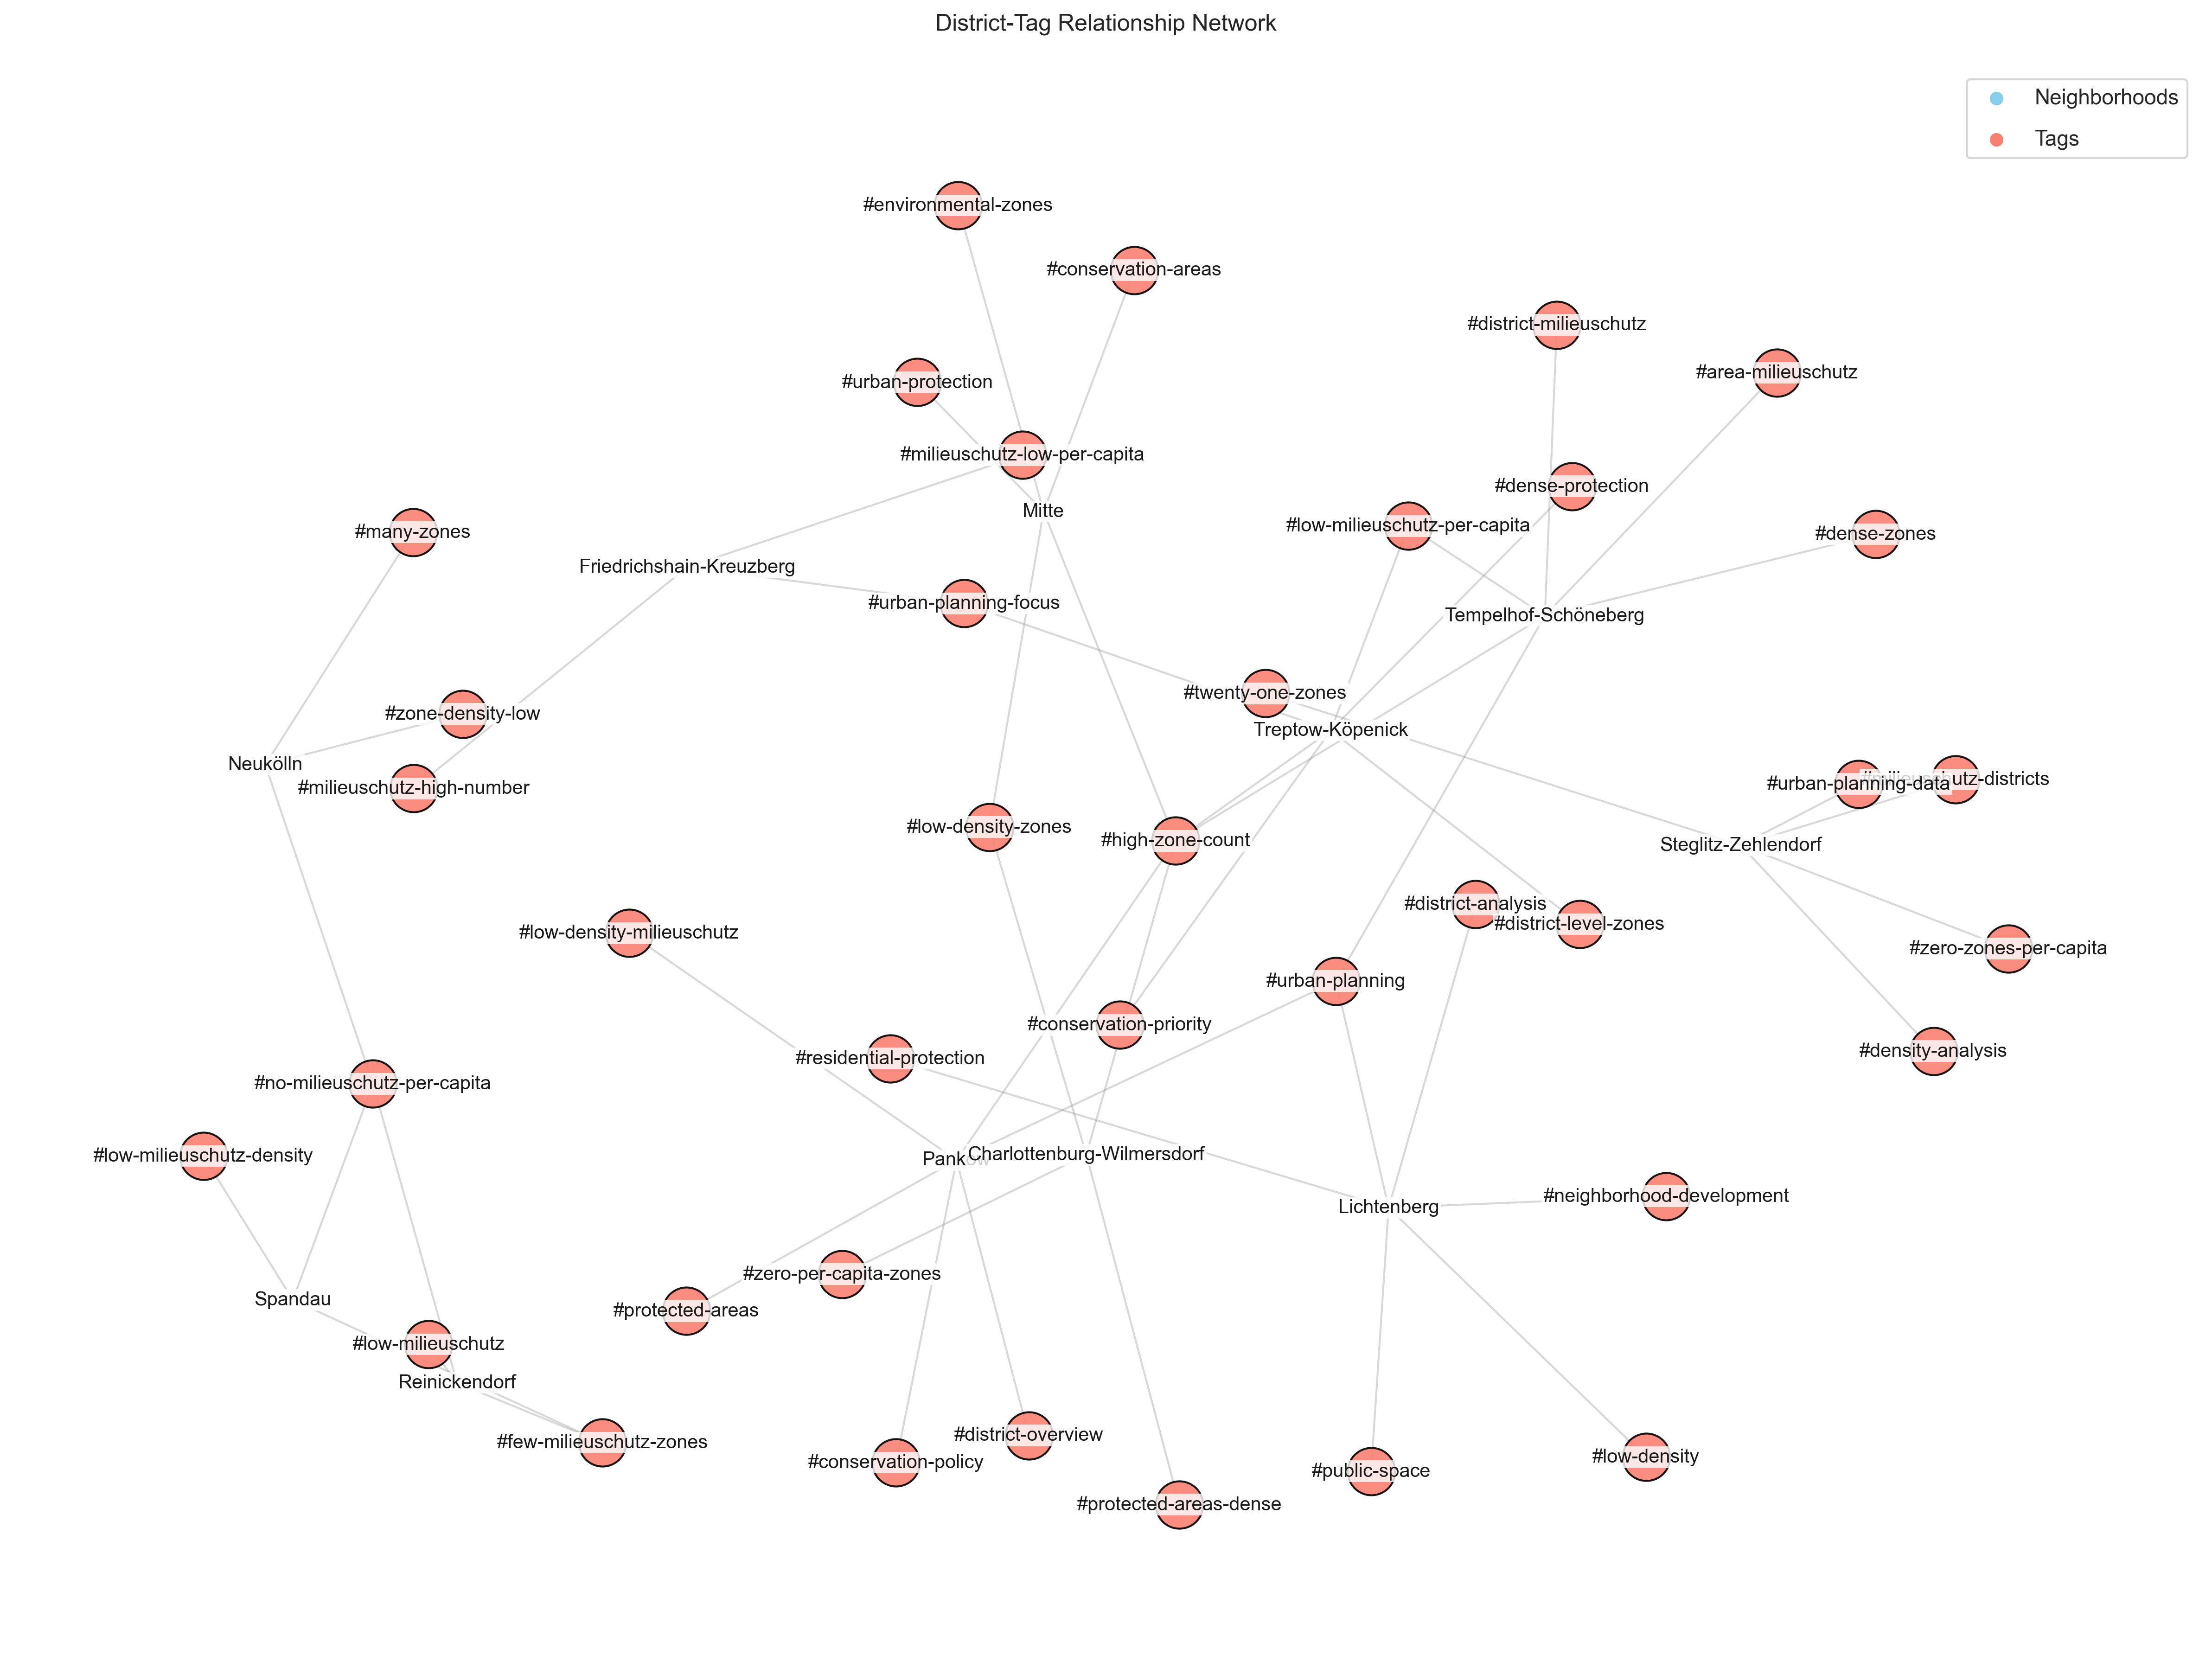 District-Tag Relationship Network
Neighborhoods
Tags
#environmental-zones
#conservation-areas
#district-milieuschutz
#area-milieuschutz
#urban-protection
#milieuschutz-low-per-capita
#dense-protection
Mitte
#low-milieuschutz-per-capita
#many-zones
#dense-zones
Friedrichshain-Kreuzberg
#urban-planning-focus
Tempelhof-Schöneberg
#twenty-one-zones
#zone-density-low
Treptow-Köpenick
Neukölln
#milieuschutz-districts
#urban-planning-data
#milieuschutz-high-number
#low-density-zones
#high-zone-count
Steglitz-Zehlendorf
#district-analysis
#district-level-zones
#low-density-milieuschutz
#zero-zones-per-capita
#urban-planning
#conservation-priority
#density-analysis
#residential-protection
#no-milieuschutz-per-capita
#low-milieuschutz-density
Pankow
Charlottenburg-Wilmersdorf
#neighborhood-development
Lichtenberg
#zero-per-capita-zones
Spandau
#protected-areas
#low-milieuschutz
Reinickendorf
#district-overview
#few-milieuschutz-zones
#conservation-policy
#low-density
#public-space
#protected-areas-dense